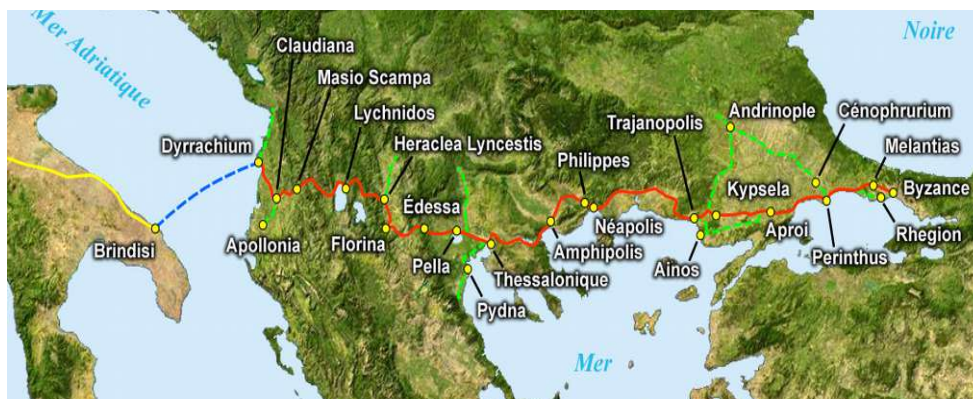 Mer Adriatique
Noire
Claudiana
Masio Scampa
Lychnidos
Dyrrachium
Heraclea Lyncestis
Trajanopolis
Andrinople
Cénophrurium
Melantias
Philippes
Kypsela
Byzance
Édessa
Brindisi
Apollonia
Florina
Pella
Thessalonique
Amphipolis
Néapolis
Ainos
Aproi
Perinthus
Rhegion
Pydna
Mer